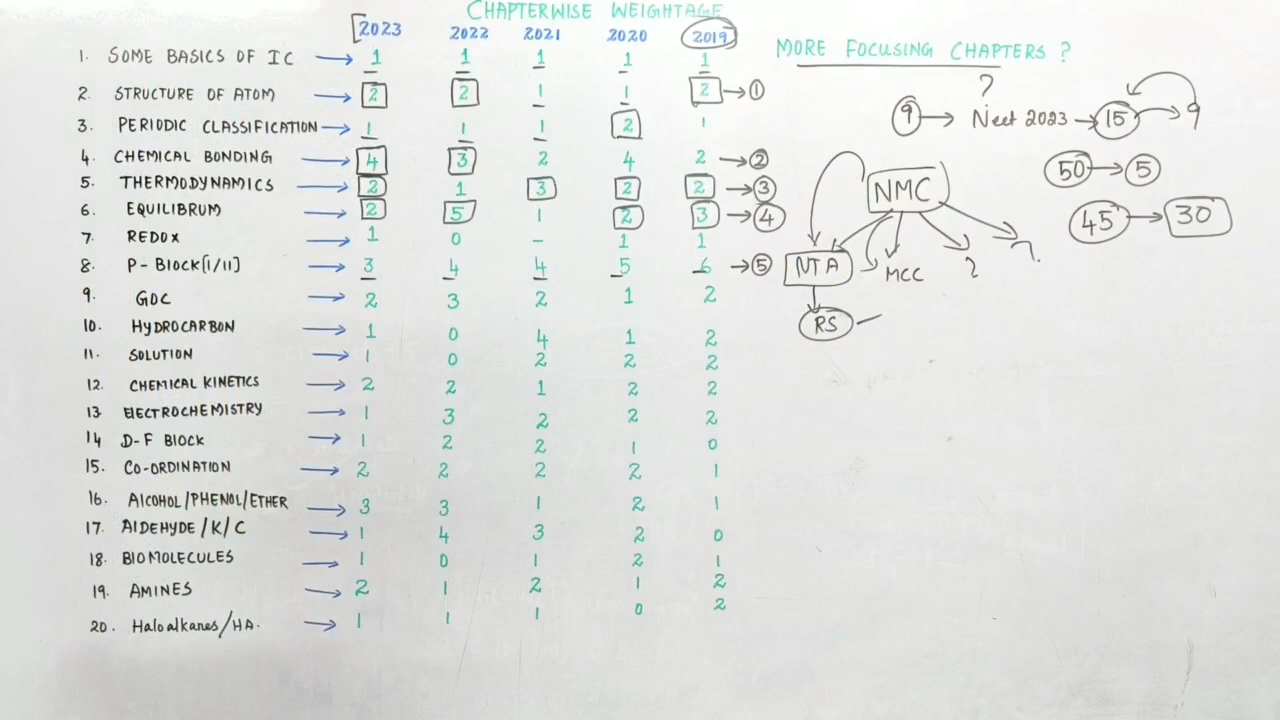 CHAPTERWISE WEIGHTAGE
2023 2022 2021 2020 2019
1. SOME BASICS OF IC → 1 1 1 1 1
2. STRUCTURE OF ATOM → 2 2 1 1 2 → 1
3. PERIODIC CLASSIFICATION → 1 1 1 2 1
4. CHEMICAL BONDING → 4 3 2 4 2 → 2
5. THERMODYNAMICS → 2 1 3 2 2 → 3
6. EQUILIBRUM → 2 5 1 2 3 → 4
7. REDOX → 1 0 - 1 1
8. P-BLOCK[I/II] → 3 4 4 5 6 → 5
9. GOC → 2 3 2 1 2
10. HYDROCARBON → 1 0 4 1 2
11. SOLUTION → 1 0 2 2 2
12. CHEMICAL KINETICS → 2 2 1 2 2
13 ElECTROCHEMISTRY → 1 3 2 2 2
14 D-F BLOCK → 1 2 2 1 0
15. CO-ORDINATION → 2 2 2 2 1
16. AlCOHOL/PHENOL/ETHER → 3 3 1 2 1
17. AlDEHYDE/K/C → 1 4 3 2 0
18. BIOMOLECULES → 1 0 1 2 1
19. AMINES → 2 1 2 1 2
20. Haloalkanes/HA. → 1 1 1 0 2
MORE FOCUSING CHAPTERS ?
?
9 → Neet 2023 → 15 → 9
50 → 5
45 → 30
NMC
NTA MCC ? ?
RS